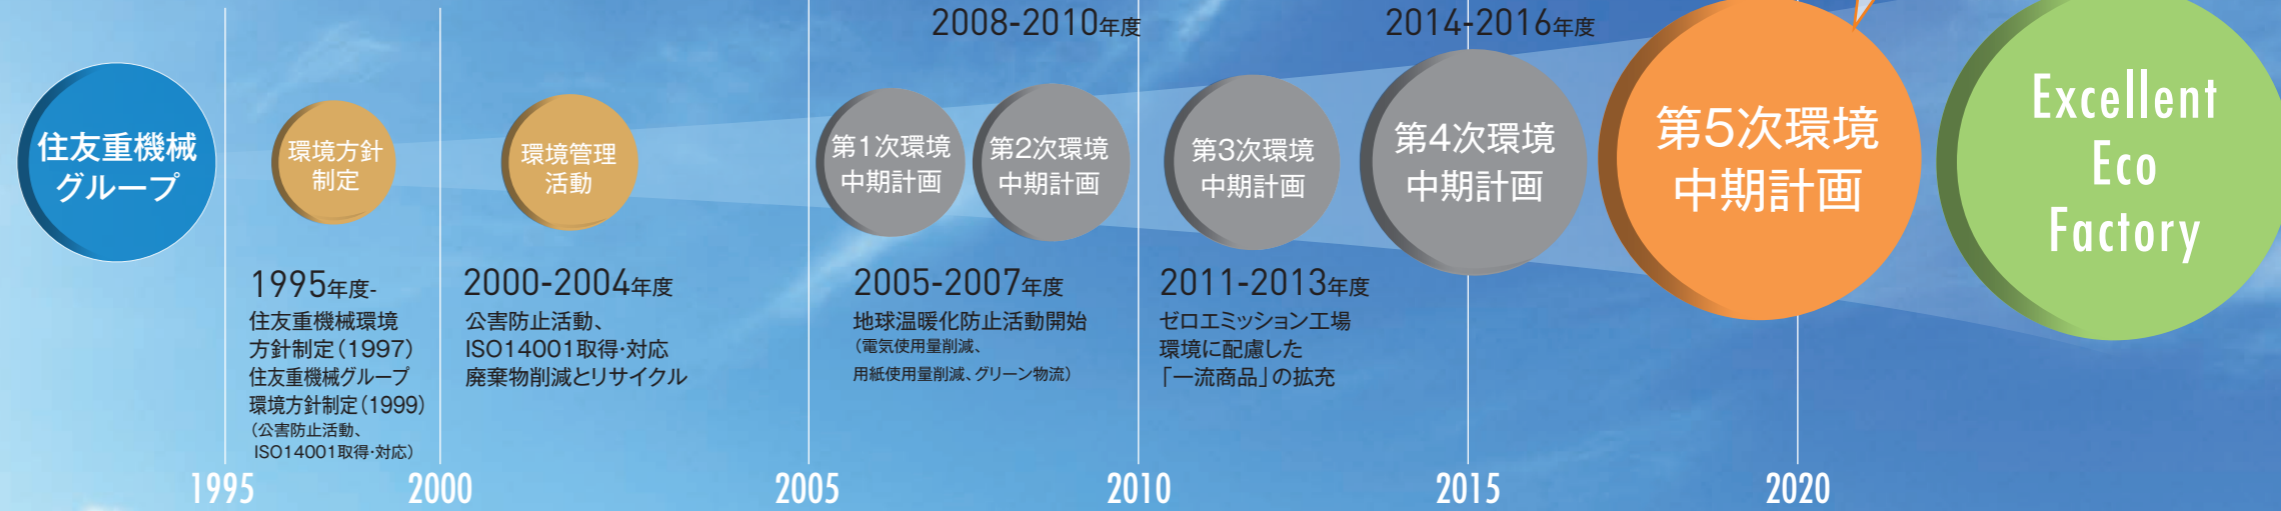 2008-2010年度
2014-2016年度
住友重機械
グループ
環境方針
制定
環境管理
活動
第1次環境
中期計画
第2次環境
中期計画
第3次環境
中期計画
第4次環境
中期計画
第5次環境
中期計画
Excellent
Eco
Factory
1995年度-
住友重機械環境
方針制定(1997)
住友重機械グループ
環境方針制定(1999)
(公害防止活動、
ISO14001取得・対応)
2000-2004年度
公害防止活動、
ISO14001取得・対応
廃棄物削減とリサイクル
2005-2007年度
地球温暖化防止活動開始
(電気使用量削減、
用紙使用量削減、グリーン物流)
2011-2013年度
ゼロエミッション工場
環境に配慮した
「一流商品」の拡充
1995
2000
2005
2010
2015
2020